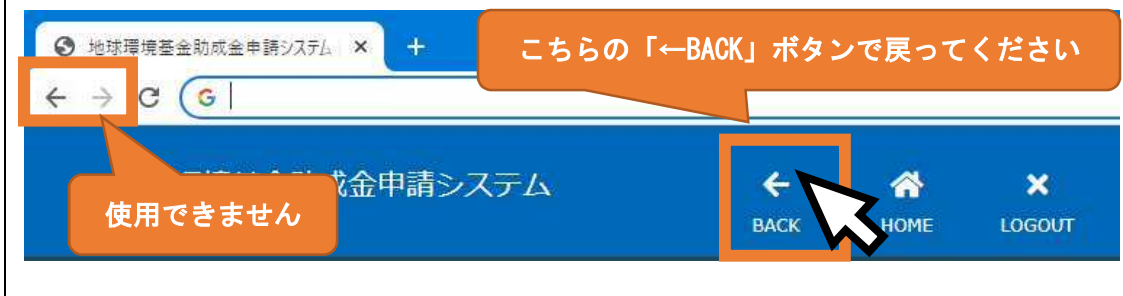 地球環境基金助成金申請システム
こちらの「←BACK」ボタンで戻ってください
成金申請システム
使用できません
BACK
HOME
LOGOUT